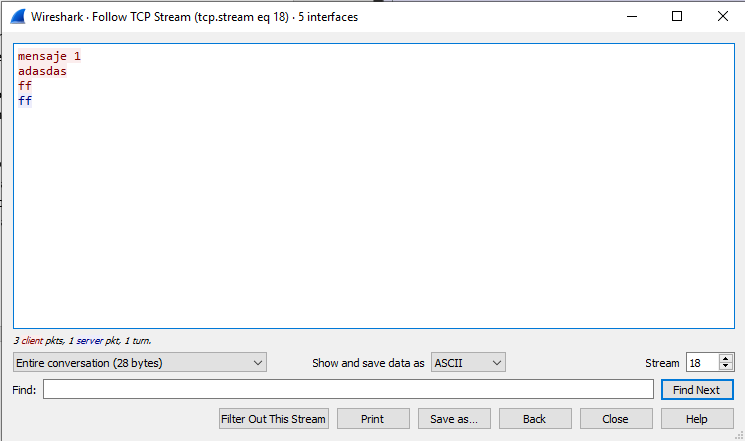 Wireshark · Follow TCP Stream (tcp.stream eq 18) · 5 interfaces
mensaje 1
adasdas
ff
ff
3 client pkts, 1 server pkt, 1 turn.
Entire conversation (28 bytes)
Show and save data as
ASCII
Stream
18
Find:
Find Next
Filter Out This Stream
Print
Save as...
Back
Close
Help